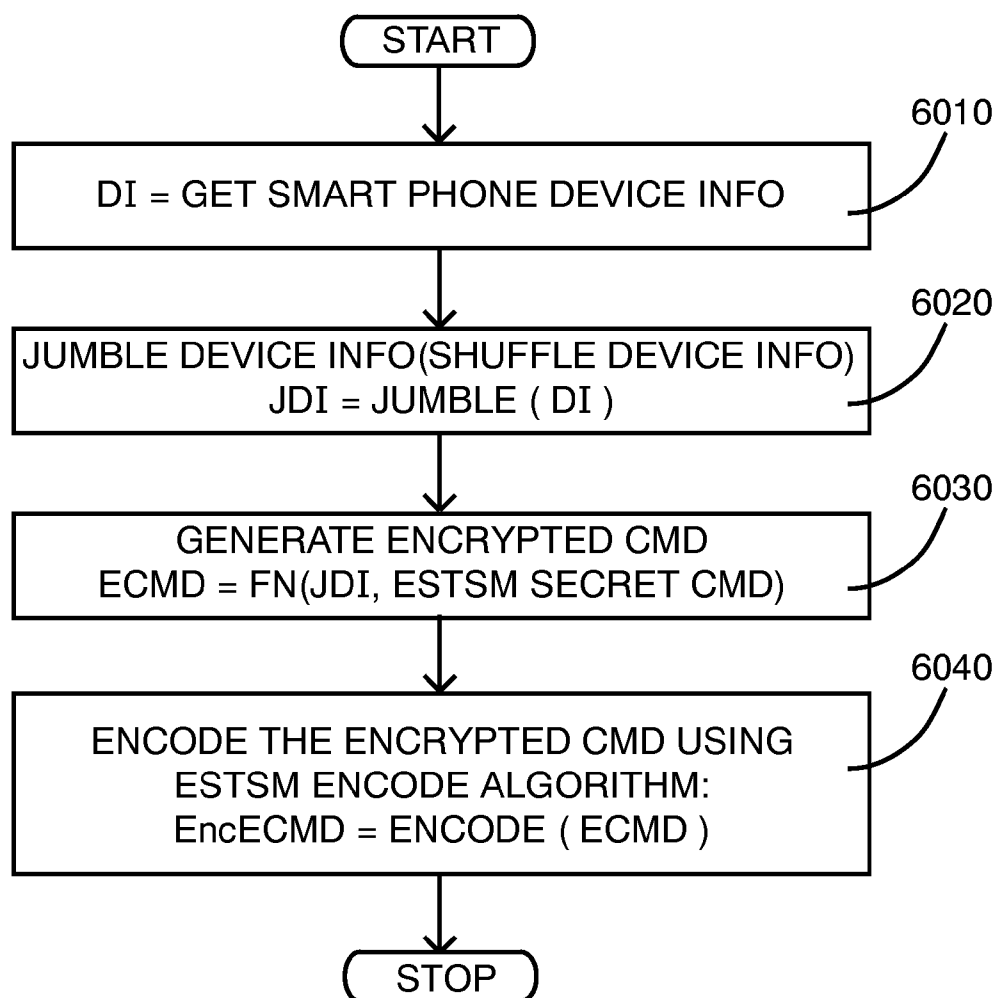 START
6010
DI = GET SMART PHONE DEVICE INFO
6020
JUMBLE DEVICE INFO(SHUFFLE DEVICE INFO)
JDI = JUMBLE ( DI )
6030
GENERATE ENCRYPTED CMD
ECMD = FN(JDI, ESTSM SECRET CMD)
6040
ENCODE THE ENCRYPTED CMD USING
ESTSM ENCODE ALGORITHM:
EncECMD = ENCODE ( ECMD )
STOP